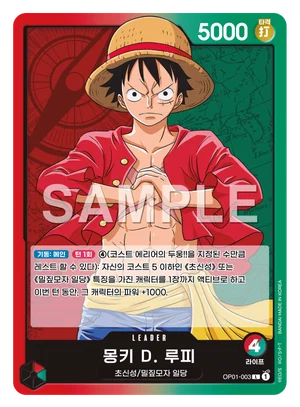 5000
타격
打
SAMPLE
기동: 메인 턴 1회 ④(코스트 에리어의 두웅!!을 지정된 수만큼
레스트 할 수 있다): 자신의 코스트 5 이하인 《초신성》 또는
《밀짚모자 일당》 특징을 가진 캐릭터를 1장까지 액티브로 하고
이번 턴 동안, 그 캐릭터의 파워 +1000.
LEADER
몽키 D. 루피
초신성/밀짚모자 일당
4
라이프
OP01-003 L 1
BANDAI MADE IN KOREA